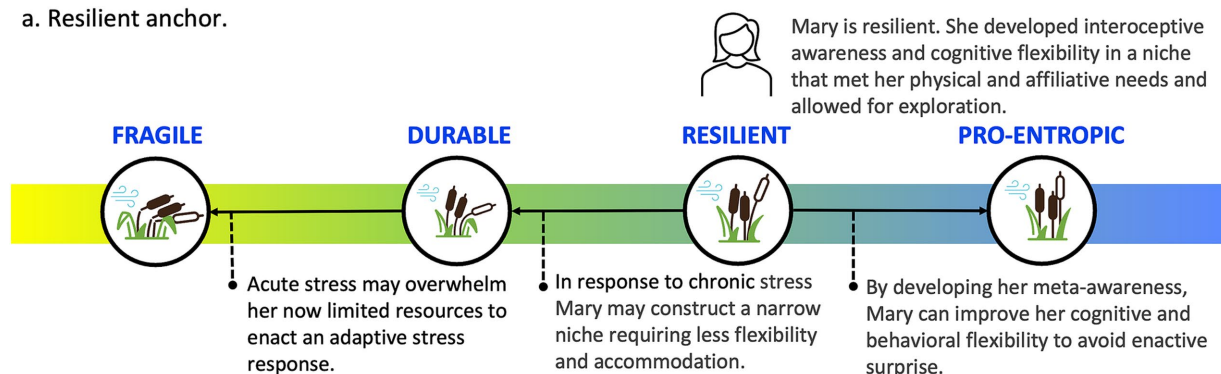 a. Resilient anchor.
Mary is resilient. She developed interoceptive
awareness and cognitive flexibility in a niche
that met her physical and affiliative needs and
allowed for exploration.
FRAGILE
DURABLE
RESILIENT
PRO-ENTROPIC
Acute stress may overwhelm
her now limited resources to
enact an adaptive stress
response.
In response to chronic stress
Mary may construct a narrow
niche requiring less flexibility
and accommodation.
By developing her meta-awareness,
Mary can improve her cognitive and
behavioral flexibility to avoid enactive
surprise.